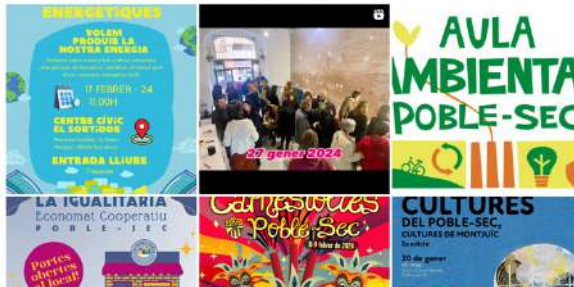 ENERGÈTIQUES
VOLEM
PRODUIR LA
NOSTRA ENERGIA
17 FEBRER - 24
11:00H
CENTRE CÍVIC
EL SORTIDOR
ENTRADA LLIURE
27 gener 2024
AULA
AMBIENTAL
POBLE-SEC
LA IGUALITÀRIA
Economat Cooperatiu
POBLE-SEC
Portes
obertes
al local!
Carnestoltes
Poble Sec
CULTURES
DEL POBLE-SEC,
CULTURES DE MONTJUÏC
30 de gener